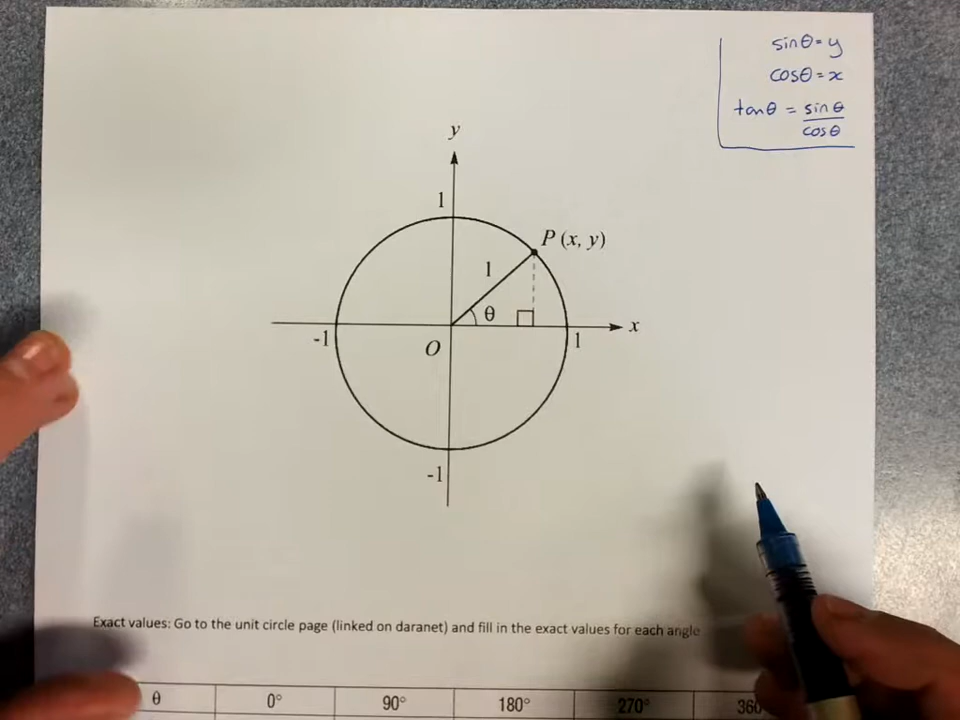 sinθ = y
cosθ = x
tanθ = sinθ
cosθ
y
1
P (x, y)
1
θ
x
-1
1
O
-1
Exact values: Go to the unit circle page (linked on daranet) and fill in the exact values for each angle
θ 0° 90° 180° 270° 360